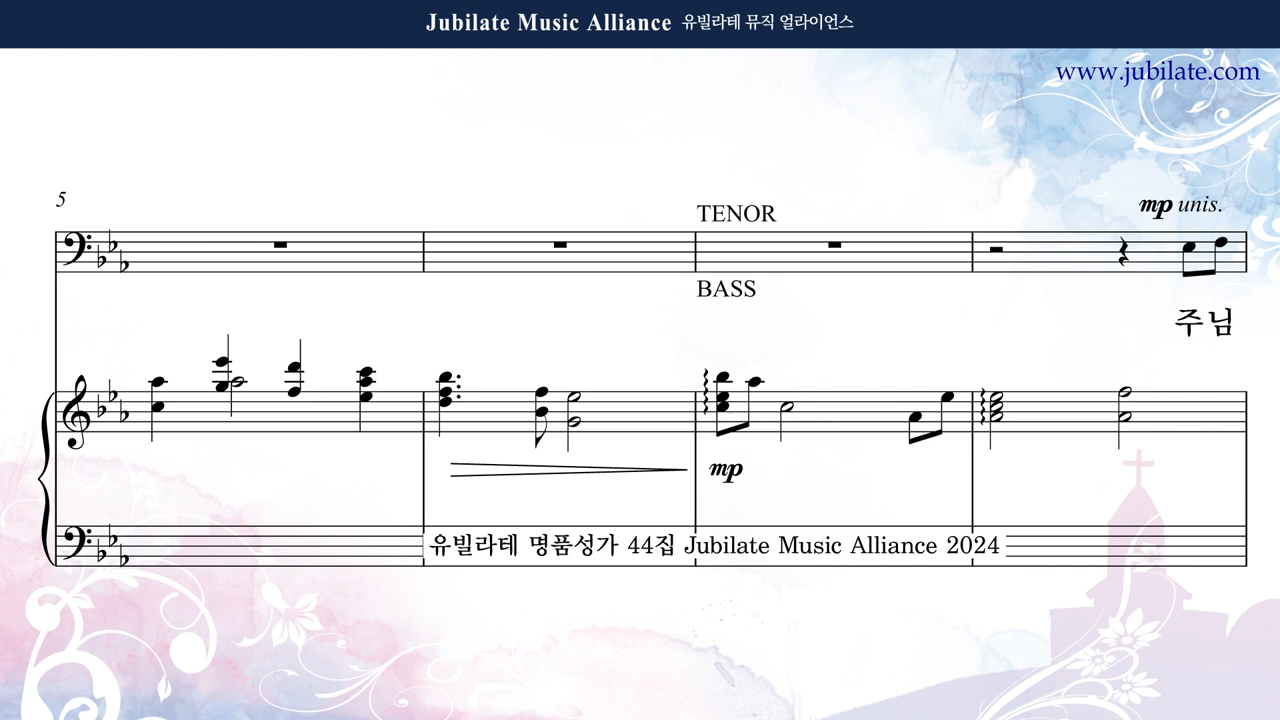 Jubilate Music Alliance 유빌라테 뮤직 얼라이언스
www.jubilate.com
5
TENOR
mp unis.
BASS
주님
mp
유빌라테 명품성가 44집 Jubilate Music Alliance 2024